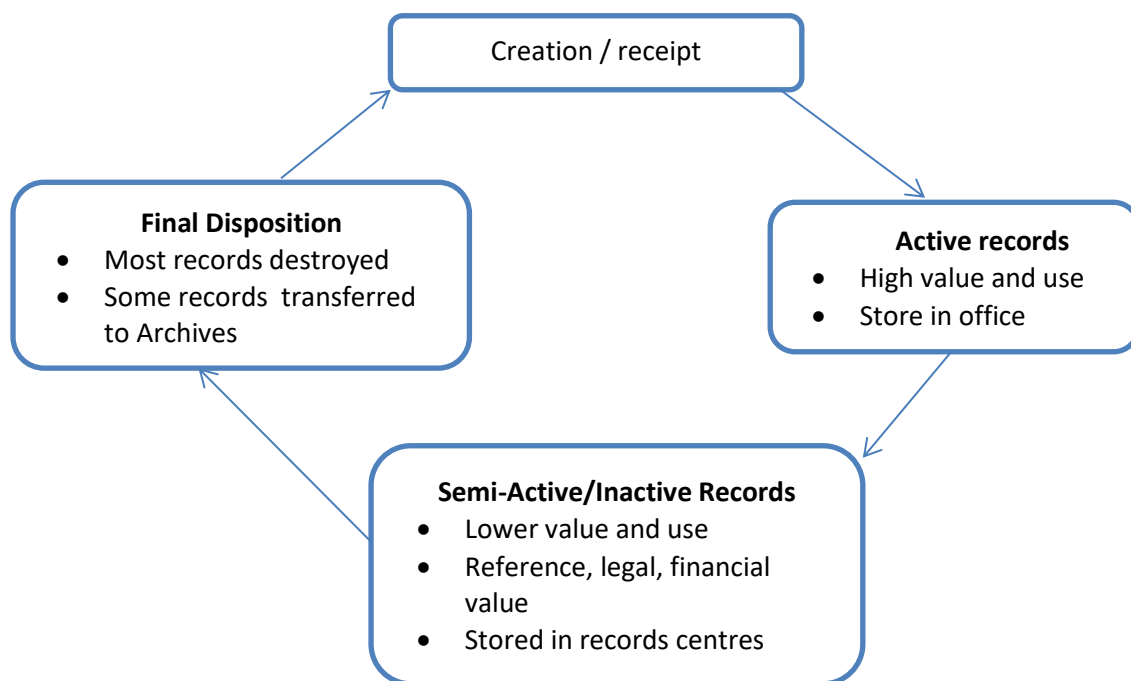 Creation / receipt
Final Disposition
• Most records destroyed
• Some records  transferred
to Archives
Active records
• High value and use
• Store in office
Semi-Active/Inactive Records
• Lower value and use
• Reference, legal, financial
value
• Stored in records centres